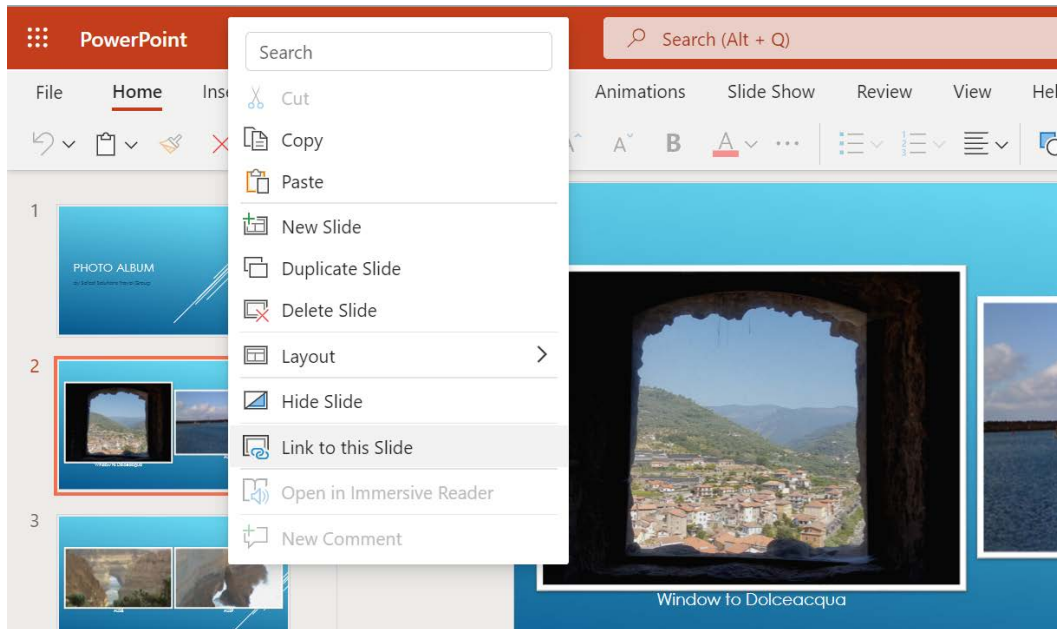 PowerPoint
Search (Alt + Q)
File
Home
Inse
Animations
Slide Show
Review
View
Hel
Search
Cut
Copy
Paste
New Slide
Duplicate Slide
Delete Slide
Layout
Hide Slide
Link to this Slide
Open in Immersive Reader
New Comment
A
B
A
1
PHOTO ALBUM
2
3
Window to Dolceacqua